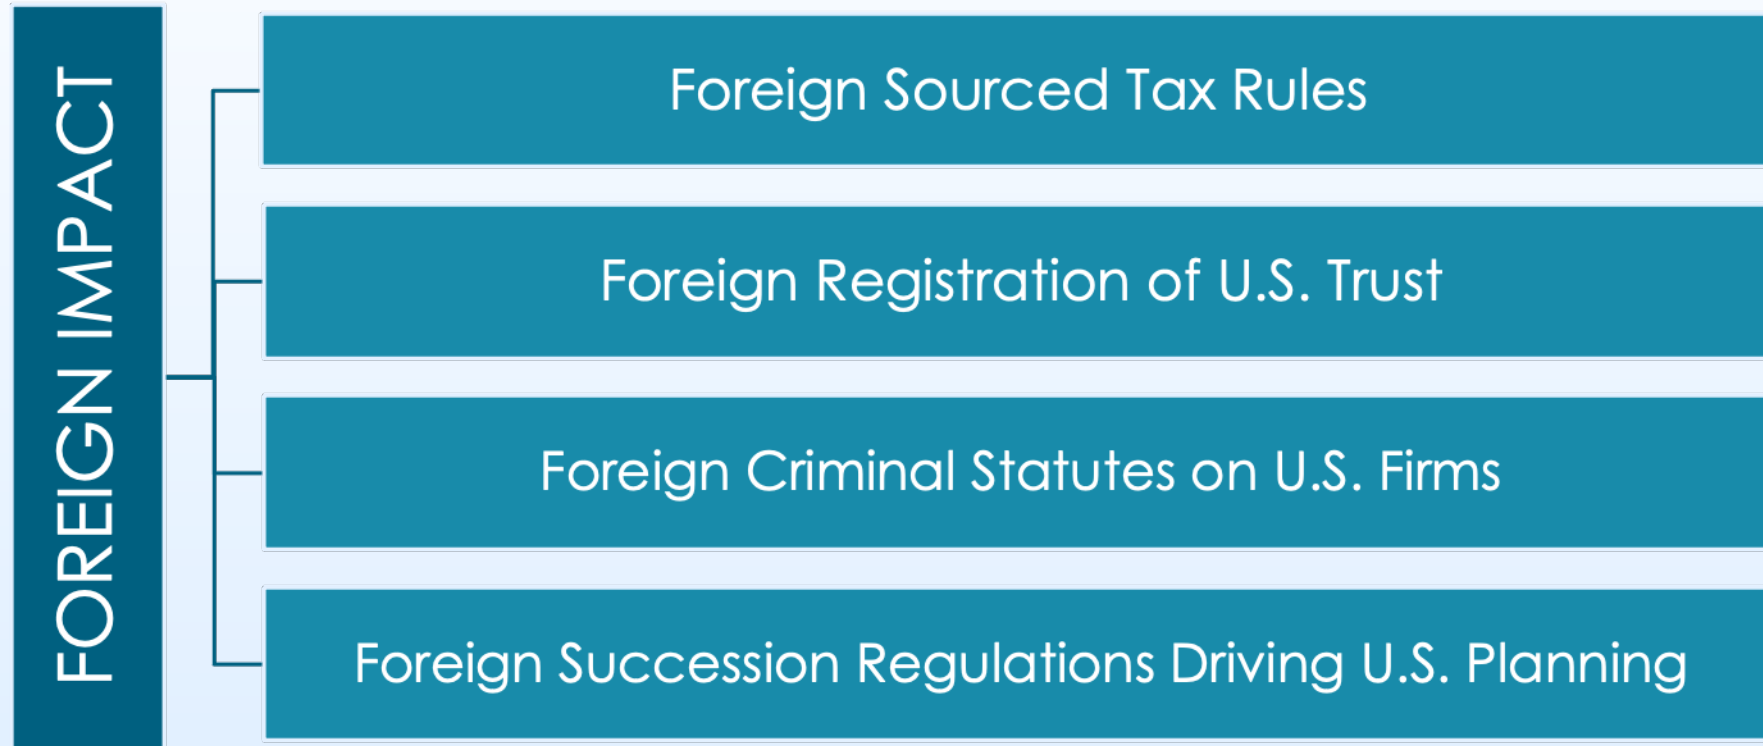 FOREIGN IMPACT
Foreign Sourced Tax Rules
Foreign Registration of U.S. Trust
Foreign Criminal Statutes on U.S. Firms
Foreign Succession Regulations Driving U.S. Planning